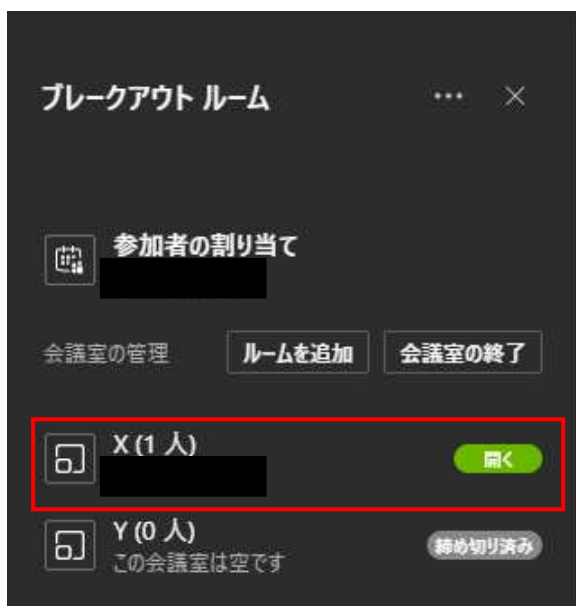 ブレークアウト ルーム
参加者の割り当て
会議室の管理 ルームを追加 会議室の終了
X (1 人)
開く
Y (0 人)
締め切り済み
この会議室は空です